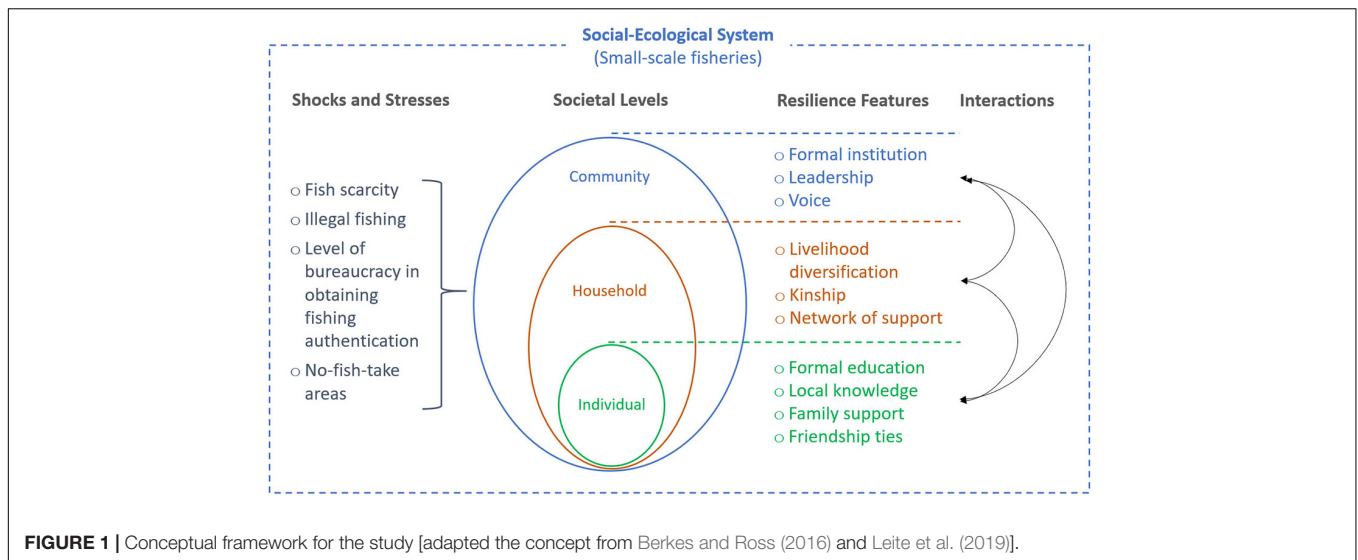 Social-Ecological System
(Small-scale fisheries)
Shocks and Stresses
Societal Levels
Resilience Features
Interactions
○ Fish scarcity
○ Illegal fishing
○ Level of
bureaucracy in
obtaining
fishing
authentication
○ No-fish-take
areas
Community
Household
Individual
○ Formal institution
○ Leadership
○ Voice
○ Livelihood
diversification
○ Kinship
○ Network of support
○ Formal education
○ Local knowledge
○ Family support
○ Friendship ties
FIGURE 1 | Conceptual framework for the study [adapted the concept from Berkes and Ross (2016) and Leite et al. (2019)].